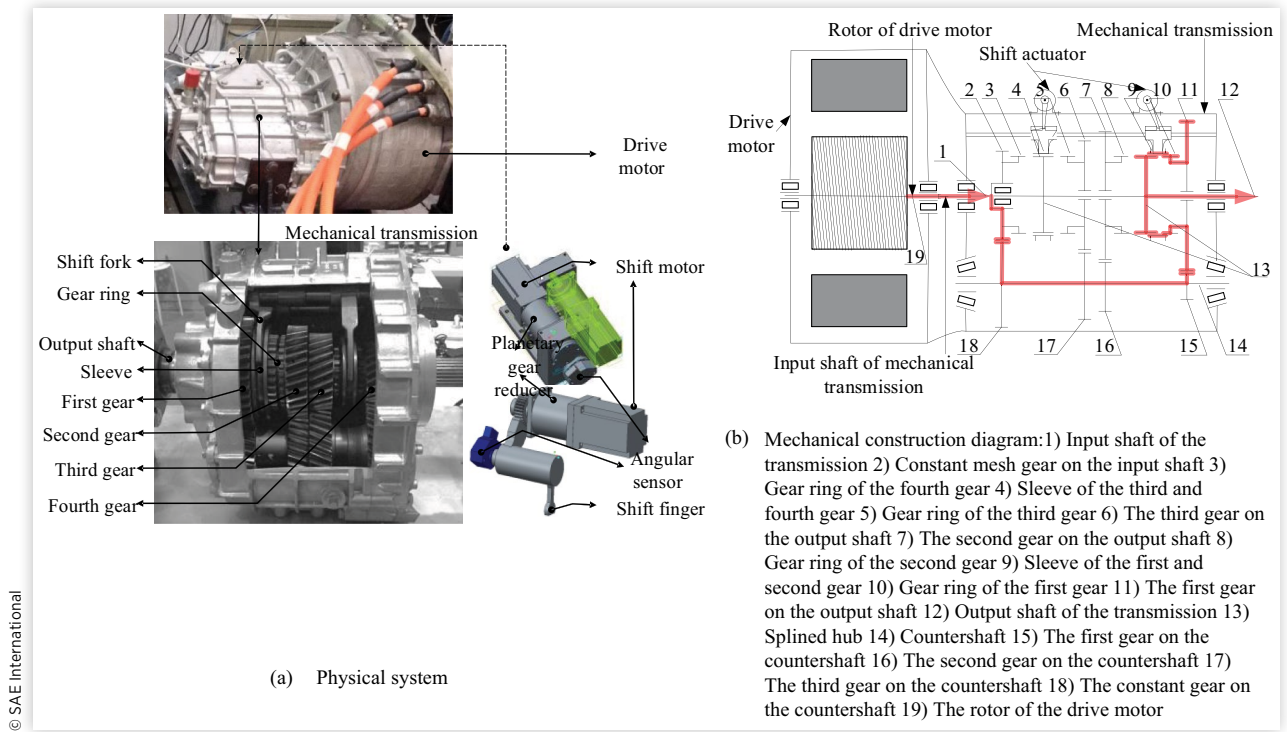 Drive
motor
Mechanical transmission
Shift fork
Gear ring
Output shaft
Sleeve
First gear
Second gear
Third gear
Fourth gear
Shift motor
Planetary
gear
reducer
Angular
sensor
Shift finger
(a) Physical system
Rotor of drive motor
Mechanical transmission
Shift actuator
2 3 4 5 6 7 8 9 10 11 12
Drive
motor
1
19
13
18 17 16 15 14
Input shaft of mechanical
transmission
(b) Mechanical construction diagram:1) Input shaft of the
transmission 2) Constant mesh gear on the input shaft 3)
Gear ring of the fourth gear 4) Sleeve of the third and
fourth gear 5) Gear ring of the third gear 6) The third gear on
the output shaft 7) The second gear on the output shaft 8)
Gear ring of the second gear 9) Sleeve of the first and
second gear 10) Gear ring of the first gear 11) The first gear
on the output shaft 12) Output shaft of the transmission 13)
Splined hub 14) Countershaft 15) The first gear on the
countershaft 16) The second gear on the countershaft 17)
The third gear on the countershaft 18) The constant gear on
the countershaft 19) The rotor of the drive motor
© SAE International